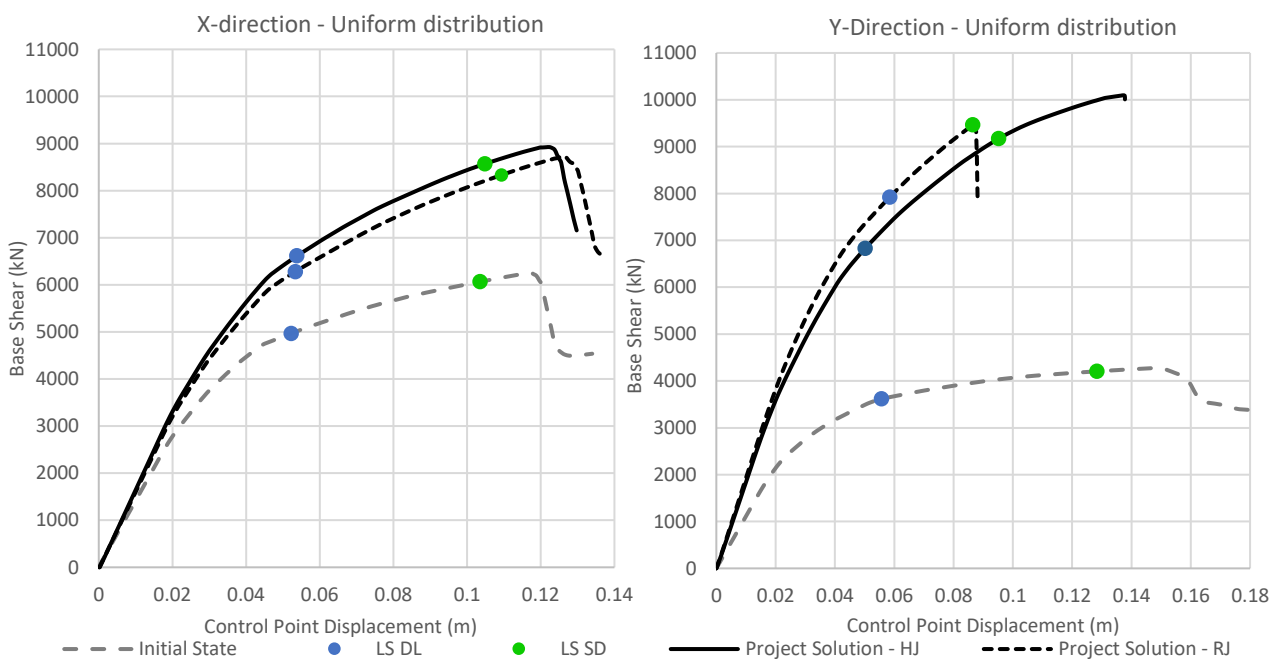 X-direction - Uniform distribution
11000
10000
9000
8000
7000
6000
5000
4000
3000
2000
1000
0
Base Shear (kN)
0 0.02 0.04 0.06 0.08 0.1 0.12 0.14
Control Point Displacement (m)
Y-Direction - Uniform distribution
11000
10000
9000
8000
7000
6000
5000
4000
3000
2000
1000
0
Base Shear (kN)
0 0.02 0.04 0.06 0.08 0.1 0.12 0.14 0.16 0.18
Control Point Displacement (m)
Initial State LS DL LS SD Project Solution - HJ Project Solution - RJ